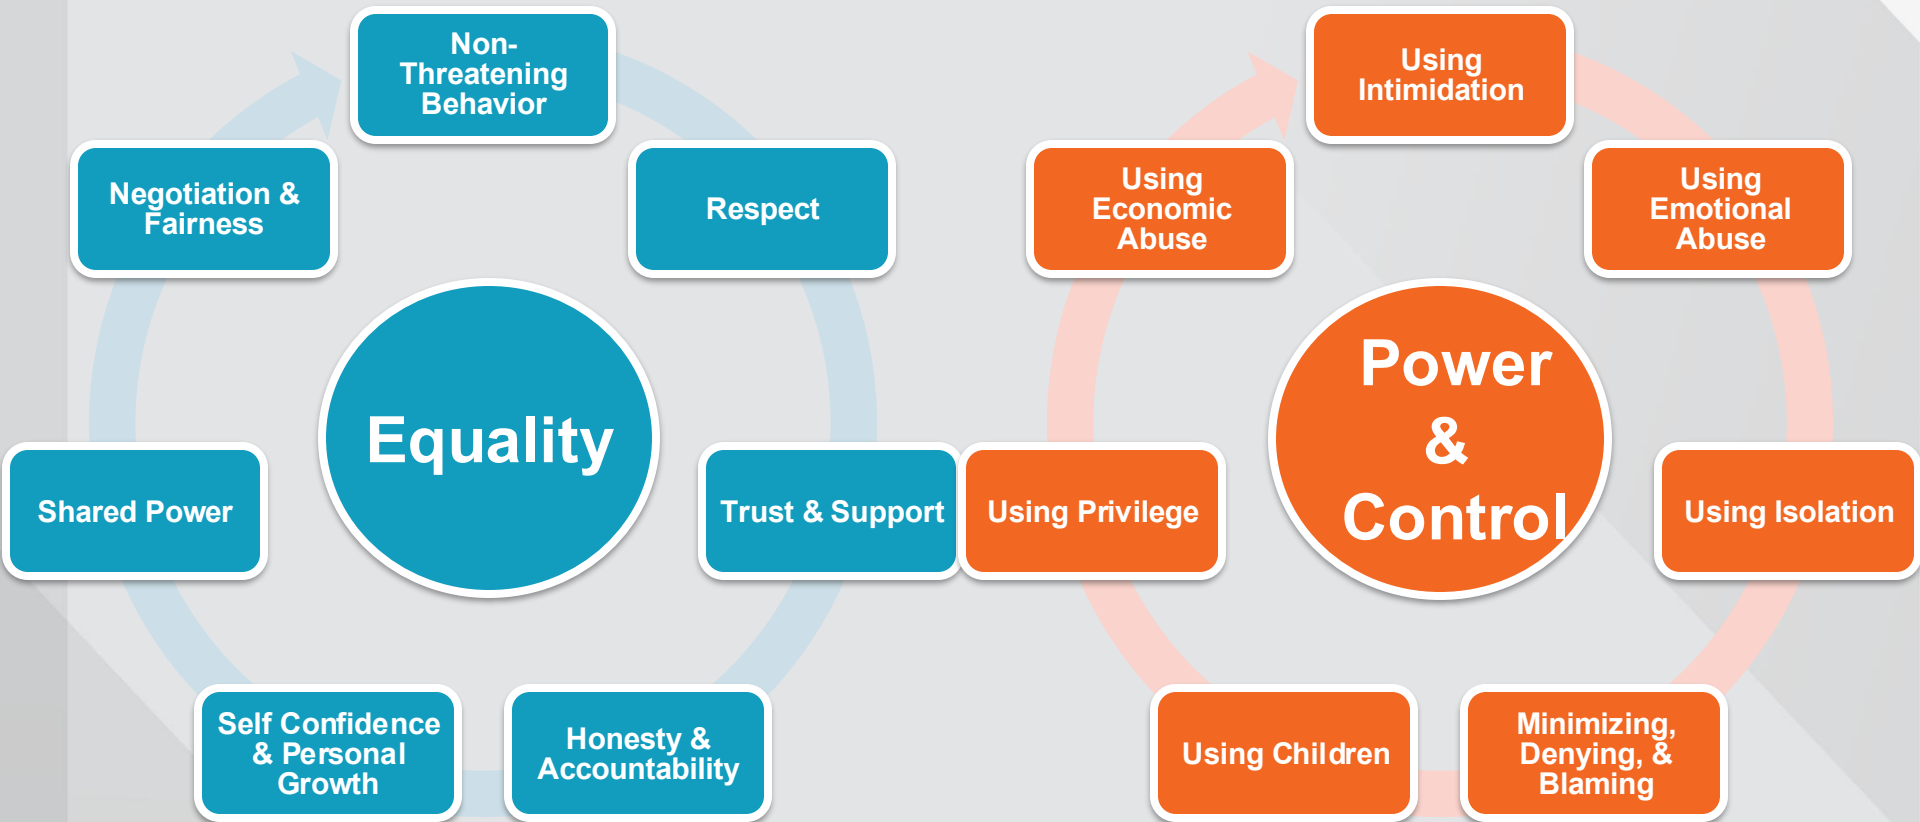 Non-
Threatening
Behavior
Respect
Trust & Support
Honesty &
Accountability
Self Confidence
& Personal
Growth
Shared Power
Negotiation &
Fairness
Equality
Using
Intimidation
Using
Emotional
Abuse
Using Isolation
Minimizing,
Denying, &
Blaming
Using Children
Using Privilege
Using
Economic
Abuse
Power
&
Control